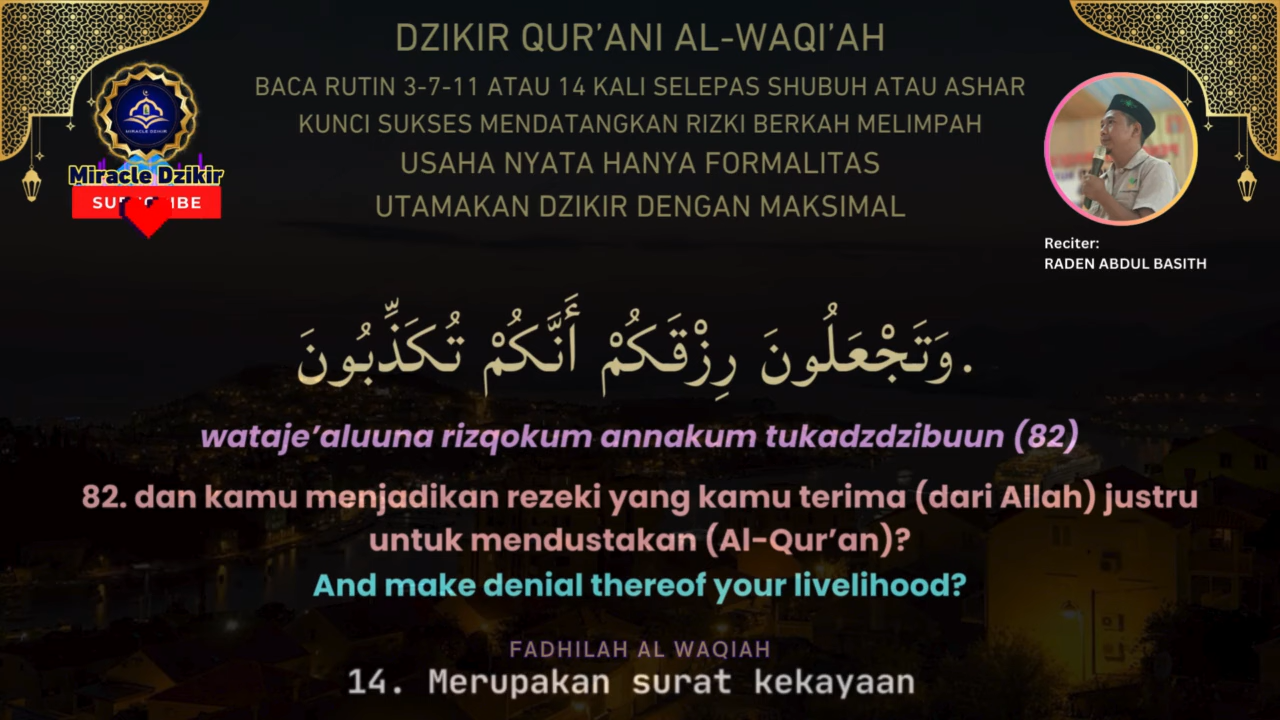 DZIKIR QUR'ANI AL-WAQI'AH
BACA RUTIN 3-7-11 ATAU 14 KALI SELEPAS SHUBUH ATAU ASHAR
KUNCI SUKSES MENDATANGKAN RIZKI BERKAH MELIMPAH
USAHA NYATA HANYA FORMALITAS
UTAMAKAN DZIKIR DENGAN MAKSIMAL
MIRACLE DZIKIR
Miracle Dzikir
Reciter:
RADEN ABDUL BASITH
وَتَجْعَلُونَ رِزْقَكُمْ أَنَّكُمْ تُكَذِّبُونَ.
wataje'aluuna rizqokum annakum tukadzdzibuun (82)
82. dan kamu menjadikan rezeki yang kamu terima (dari Allah) justru
untuk mendustakan (Al-Qur'an)?
And make denial thereof your livelihood?
FADHILAH AL WAQIAH
14. Merupakan surat kekayaan